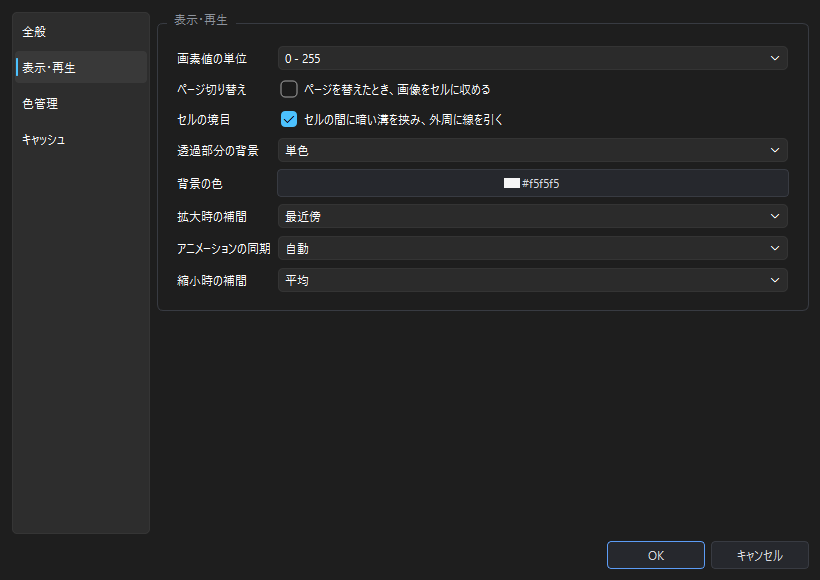 全般
表示・再生
色管理
キャッシュ
表示・再生
画素値の単位 0 - 255
ページ切り替え ページを替えたとき、画像をセルに収める
セルの境目 セルの間に暗い溝を挟み、外周に線を引く
透過部分の背景 単色
背景の色 #f5f5f5
拡大時の補間 最近傍
アニメーションの同期 自動
縮小時の補間 平均
OK キャンセル